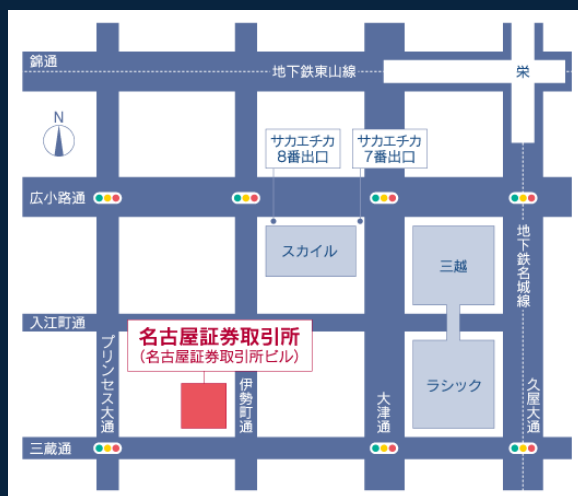 錦通
地下鉄東山線
栄
N
サカエチカ
8番出口
サカエチカ
7番出口
広小路通
スカイル
三越
地下鉄名城線
入江町通
名古屋証券取引所
(名古屋証券取引所ビル)
プリンセス大通
伊勢町通
大津通
ラシック
久屋大通
三蔵通